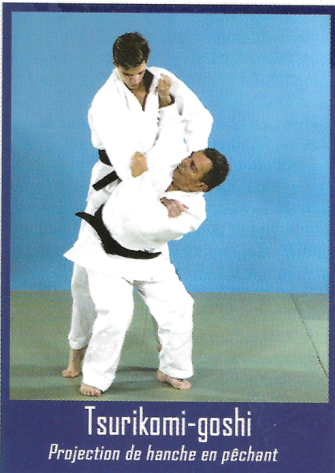 Tsurikomi-goshi
Projection de hanche en pêchant